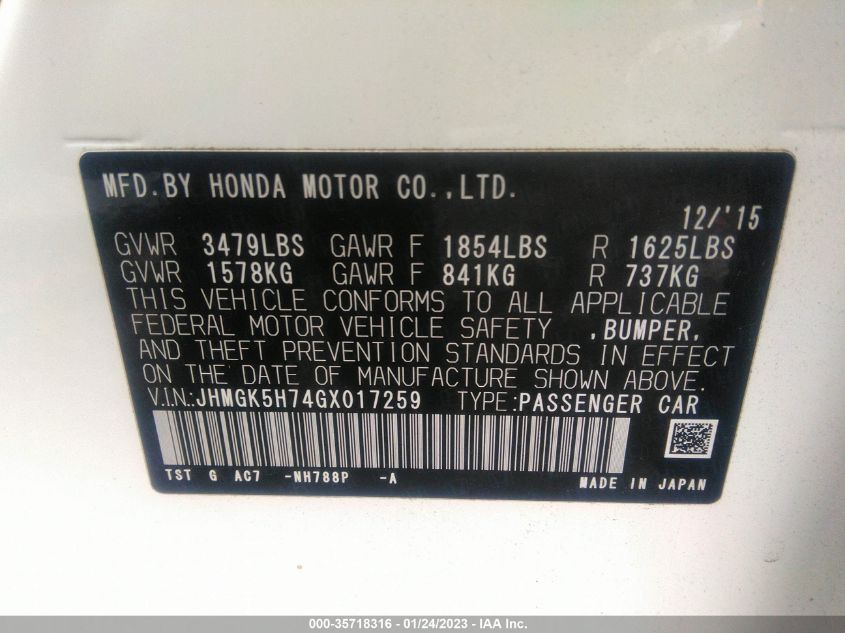 MFD.BY HONDA MOTOR CO.,LTD.
12/'15
GVWR 3479LBS GAWR F 1854LBS R 1625LBS
GVWR 1578KG GAWR F 841KG R 737KG
THIS VEHICLE CONFORMS TO ALL APPLICABLE
FEDERAL MOTOR VEHICLE SAFETY ,BUMPER,
AND THEFT PREVENTION STANDARDS IN EFFECT
ON THE DATE OF MANUFACTURE SHOWN ABOVE.
V.I.N.:JHMGK5H74GX017259 TYPE:PASSENGER CAR
TST G AC7 -NH788P -A MADE IN JAPAN
000-35718316 - 01/24/2023 - IAA Inc.